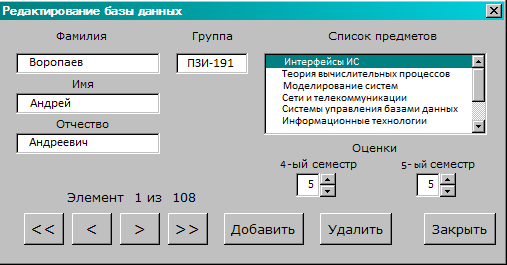 Редактирование базы данных
Фамилия
Группа
Список предметов
Воропаев
ПЗИ-191
Интерфейсы ИС
Теория вычислительных процессов
Моделирование систем
Сети и телекоммуникации
Системы управления базами данных
Информационные технологии
Имя
Андрей
Отчество
Андреевич
Оценки
4-ый семестр
5- ый семестр
5
5
Элемент 1 из 108
<<
<
>
>>
Добавить
Удалить
Закрыть